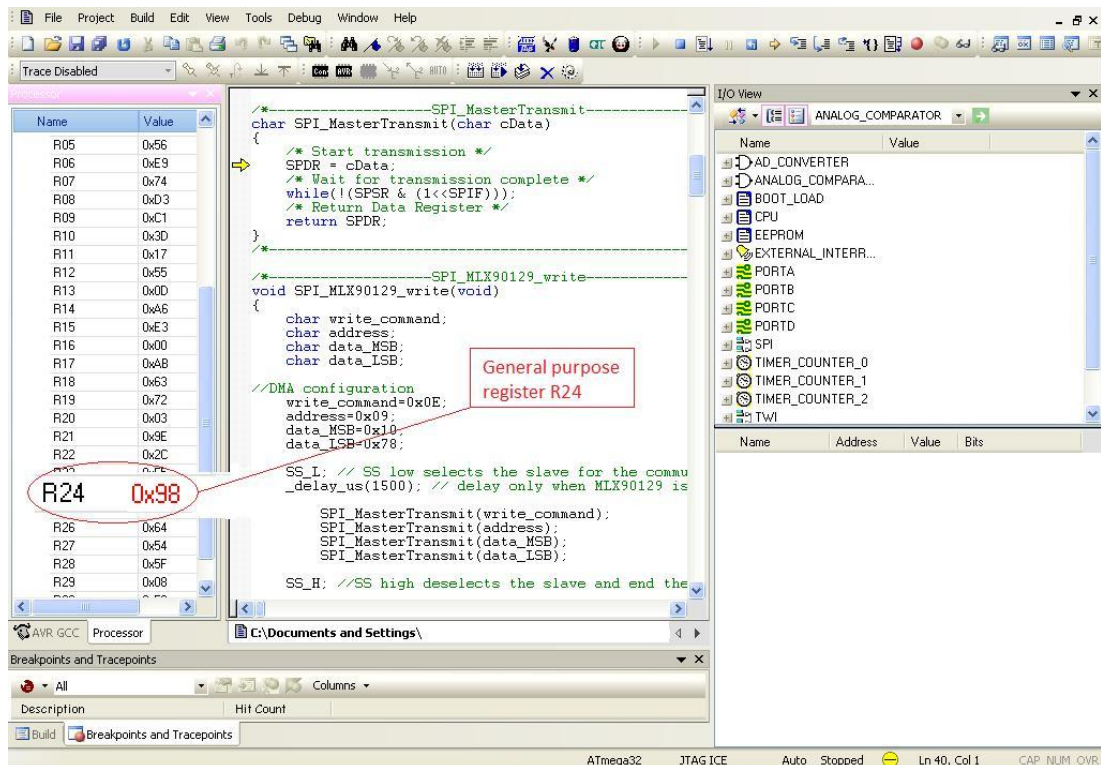 File Project Build Edit View Tools Debug Window Help
Trace Disabled
Con AVR AUTO
Processor
Name Value
R05 0x56
R06 0xE9
R07 0x74
R08 0xD3
R09 0xC1
R10 0x3D
R11 0x17
R12 0x55
R13 0x0D
R14 0xA6
R15 0xE3
R16 0x00
R17 0xAB
R18 0x63
R19 0x72
R20 0x03
R21 0x9E
R22 0x2C
R24 0x98
R26 0x64
R27 0x54
R28 0x5F
R29 0x08
AVR GCC Processor
/*--------------------SPI_MasterTransmit-------------
char SPI_MasterTransmit(char cData)
{
/* Start transmission */
SPDR = cData;
/* Wait for transmission complete */
while(!(SPSR & (1<<SPIF)));
/* Return Data Register */
return SPDR;
}
/*----------------------------------------------------
/*--------------------SPI_MLX90129_write-------------
void SPI_MLX90129_write(void)
{
char write_command;
char address;
char data_MSB;
char data_LSB;
General purpose
register R24
//DMA configuration
write_command=0x0E;
address=0x09;
data_MSB=0x10;
data_LSB=0x78;
SS_L; // SS low selects the slave for the commu
_delay_us(1500); // delay only when MLX90129 is
SPI_MasterTransmit(write_command);
SPI_MasterTransmit(address);
SPI_MasterTransmit(data_MSB);
SPI_MasterTransmit(data_LSB);
SS_H; //SS high deselects the slave and end the
C:\Documents and Settings\
I/O View
ANALOG_COMPARATOR
Name Value
AD_CONVERTER
ANALOG_COMPARA...
BOOT_LOAD
CPU
EEPROM
EXTERNAL_INTERR...
PORTA
PORTB
PORTC
PORTD
SPI
TIMER_COUNTER_0
TIMER_COUNTER_1
TIMER_COUNTER_2
TWI
Name Address Value Bits
Breakpoints and Tracepoints
All Columns
Description Hit Count
Build Breakpoints and Tracepoints
ATmega32 JTAG ICE Auto Stopped Ln 40, Col 1 CAP NUM OVR